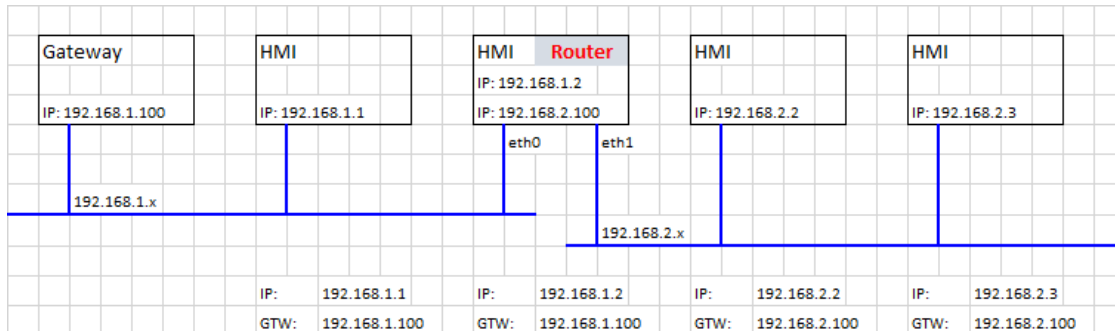 Gateway HMI HMI Router HMI HMI
IP: 192.168.1.2
IP: 192.168.1.100 IP: 192.168.1.1 IP: 192.168.2.100 IP: 192.168.2.2 IP: 192.168.2.3
eth0 eth1
192.168.1.x
192.168.2.x
IP: 192.168.1.1 IP: 192.168.1.2 IP: 192.168.2.2 IP: 192.168.2.3
GTW: 192.168.1.100 GTW: 192.168.1.100 GTW: 192.168.2.100 GTW: 192.168.2.100